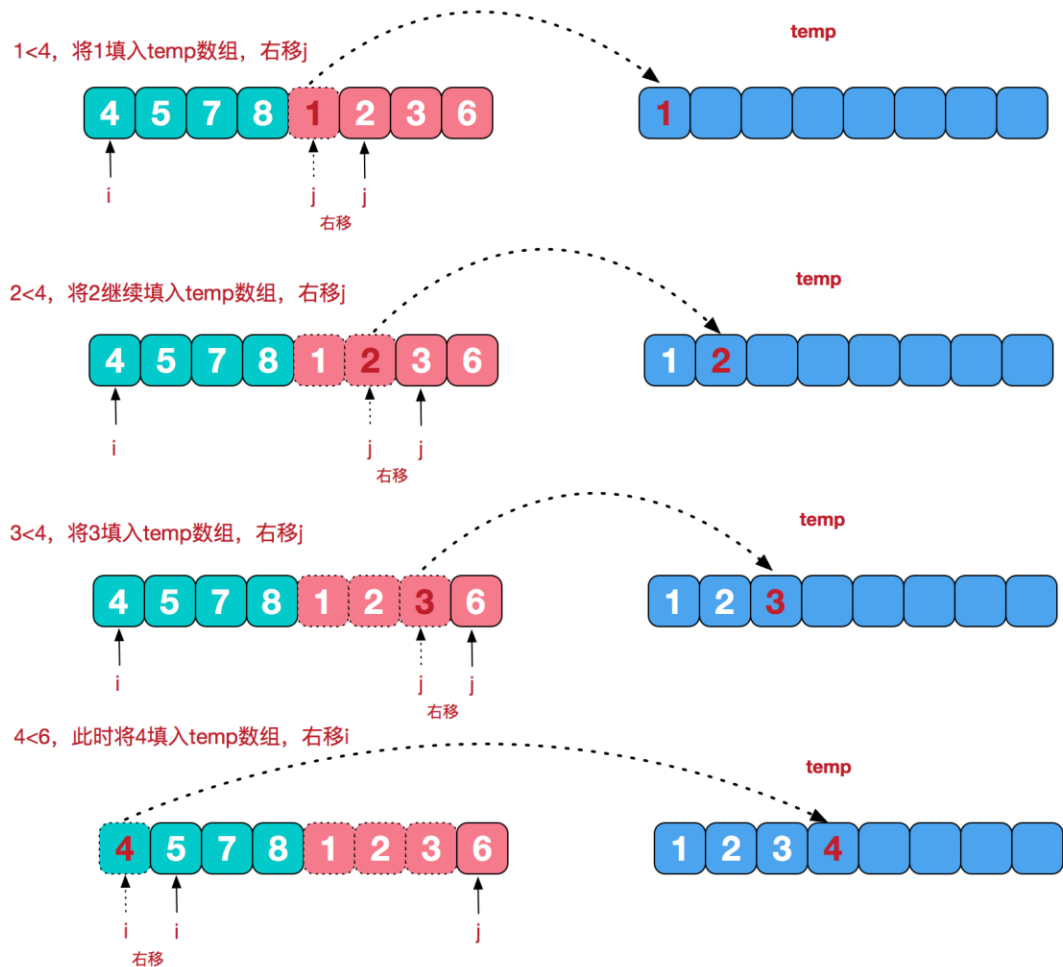 temp
1<4，将1填入temp数组，右移j
4 5 7 8 1 2 3 6
1
i j j
右移
temp
2<4，将2继续填入temp数组，右移j
4 5 7 8 1 2 3 6
1 2
i j j
右移
temp
3<4，将3填入temp数组，右移j
4 5 7 8 1 2 3 6
1 2 3
i j j
右移
4<6，此时将4填入temp数组，右移i
temp
4 5 7 8 1 2 3 6
1 2 3 4
i i j
右移